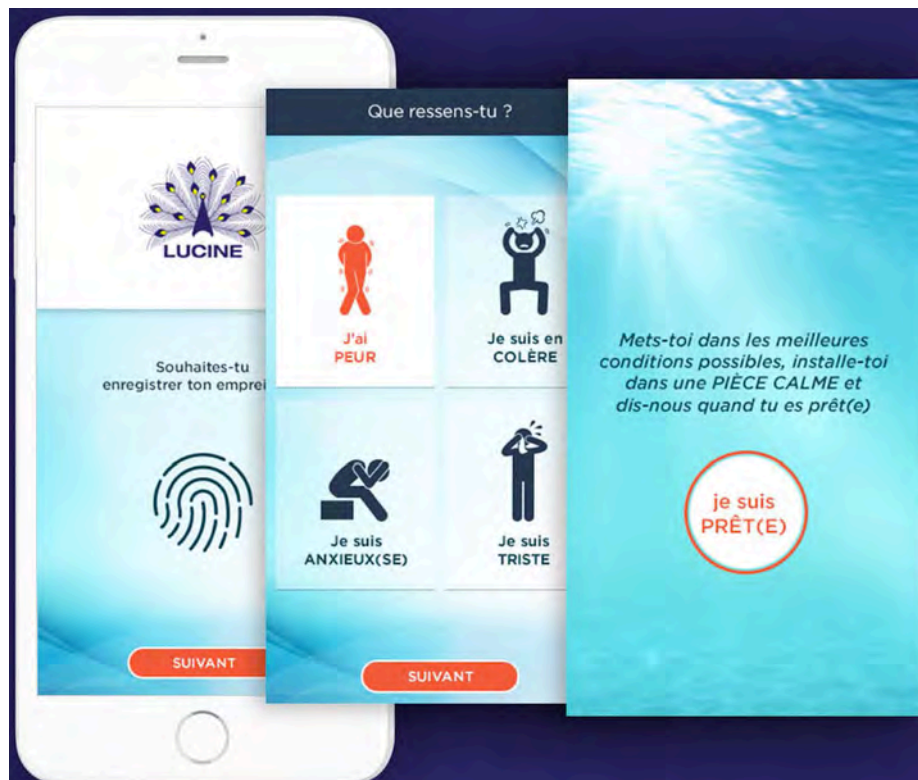 LUCINE
Souhaites-tu
enregistrer ton emprei
SUIVANT
Que ressens-tu ?
J'ai
PEUR
Je suis en
COLÈRE
Je suis
ANXIEUX(SE)
Je suis
TRISTE
SUIVANT
Mets-toi dans les meilleures
conditions possibles, installe-toi
dans une PIÈCE CALME et
dis-nous quand tu es prêt(e)
je suis
PRÊT(E)